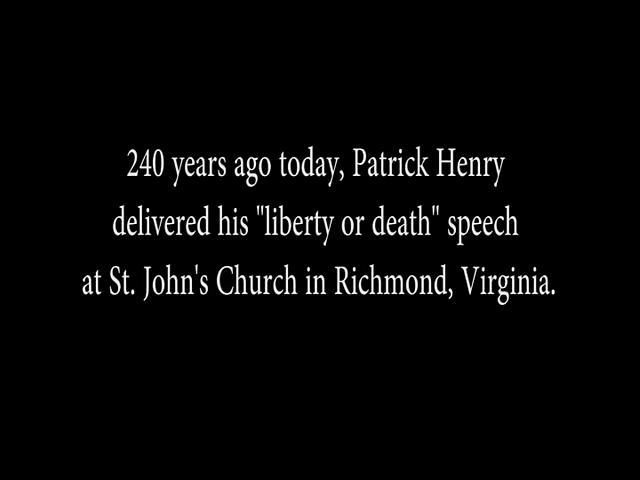 240 years ago today, Patrick Henry
delivered his "liberty or death" speech
at St. John's Church in Richmond, Virginia.